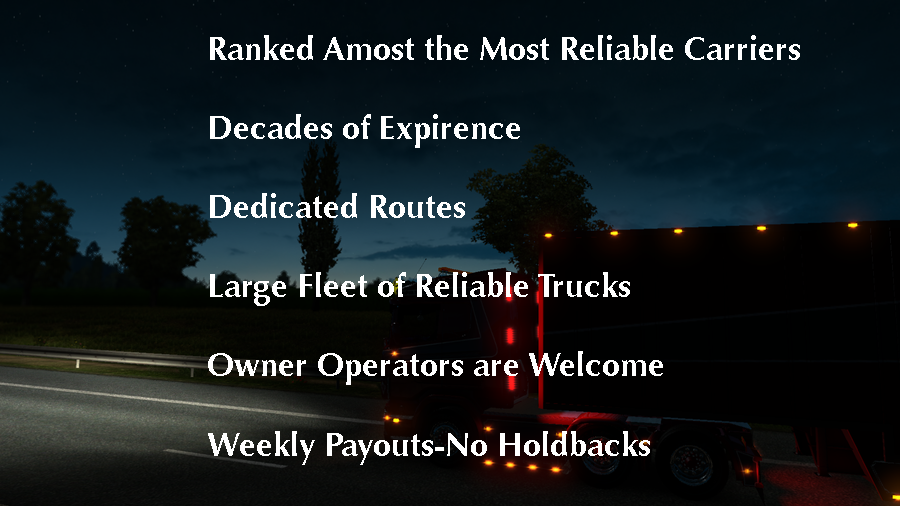 Ranked Amost the Most Reliable Carriers
Decades of Expirence
Dedicated Routes
Large Fleet of Reliable Trucks
Owner Operators are Welcome
Weekly Payouts-No Holdbacks